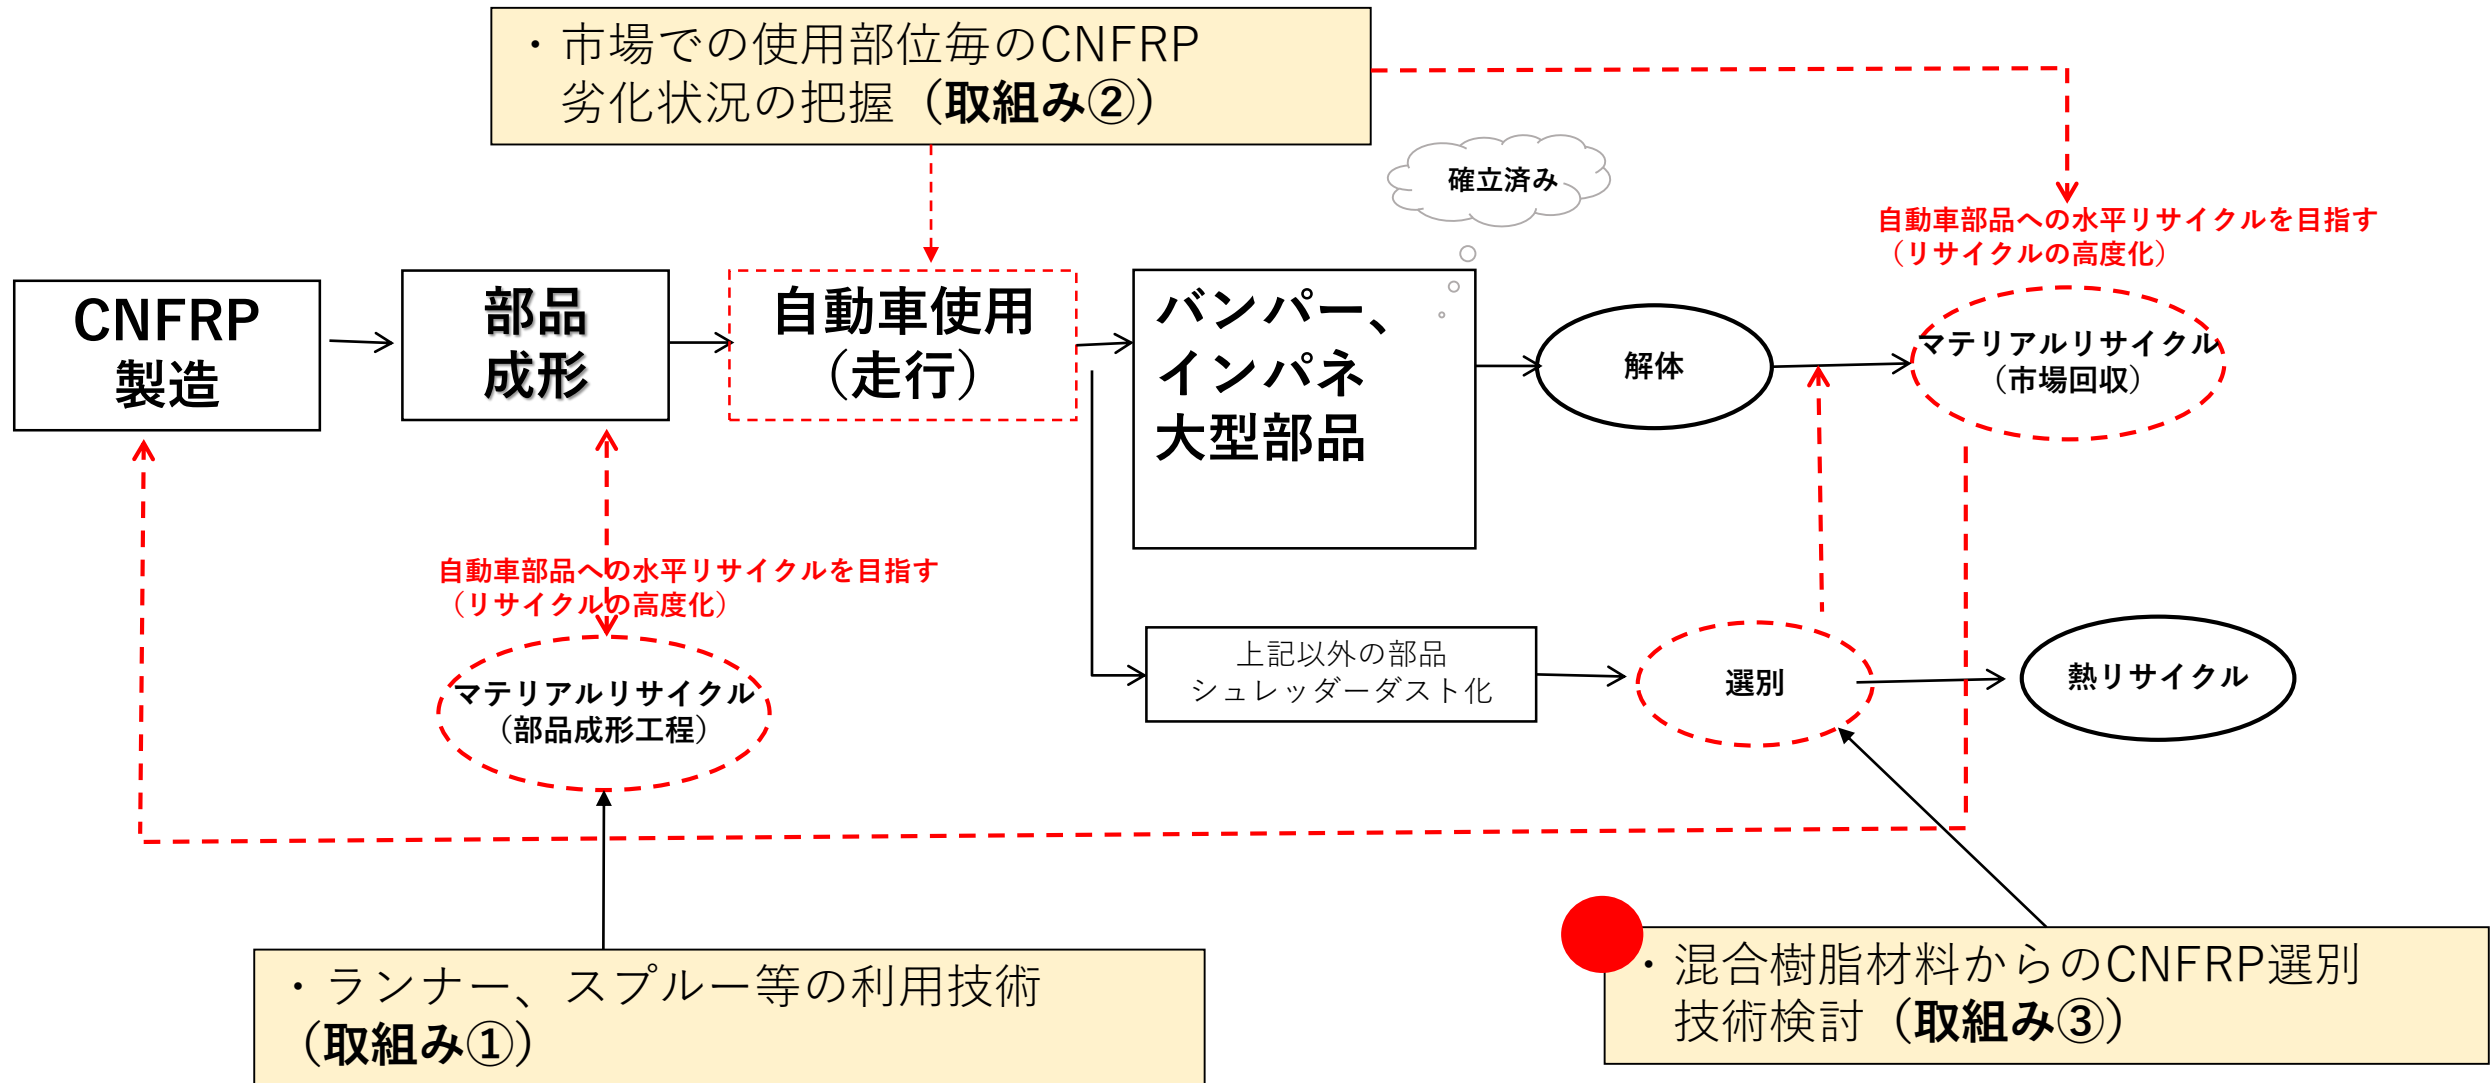 ・市場での使用部位毎のCNFRP
劣化状況の把握（取組み②）
確立済み
自動車部品への水平リサイクルを目指す
（リサイクルの高度化）
CNFRP
製造
部品
成形
自動車使用
（走行）
バンパー、
インパネ
大型部品
解体
マテリアルリサイクル
（市場回収）
自動車部品への水平リサイクルを目指す
（リサイクルの高度化）
マテリアルリサイクル
（部品成形工程）
上記以外の部品
シュレッダーダスト化
選別
熱リサイクル
・ランナー、スプルー等の利用技術
（取組み①）
・混合樹脂材料からのCNFRP選別
技術検討（取組み③）